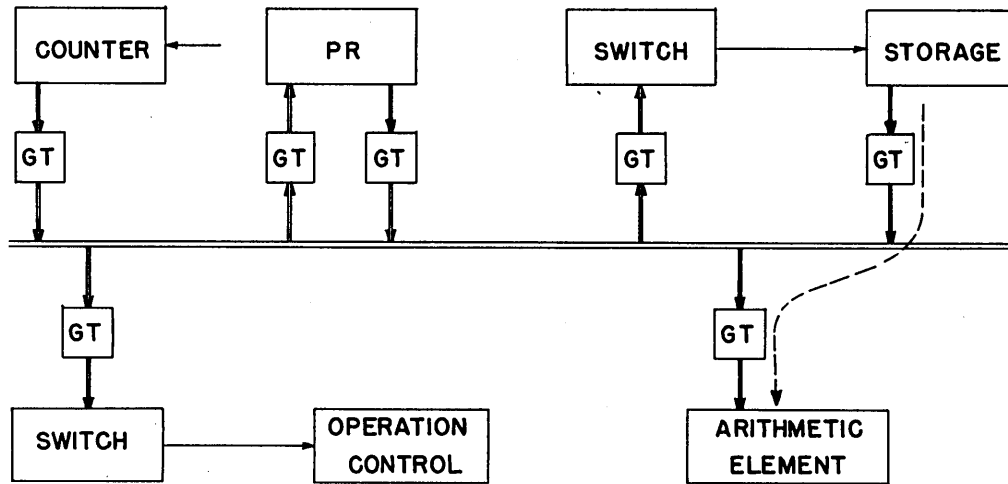 COUNTER
PR
SWITCH
STORAGE
GT
GT
GT
GT
GT
GT
GT
SWITCH
OPERATION
CONTROL
ARITHMETIC
ELEMENT